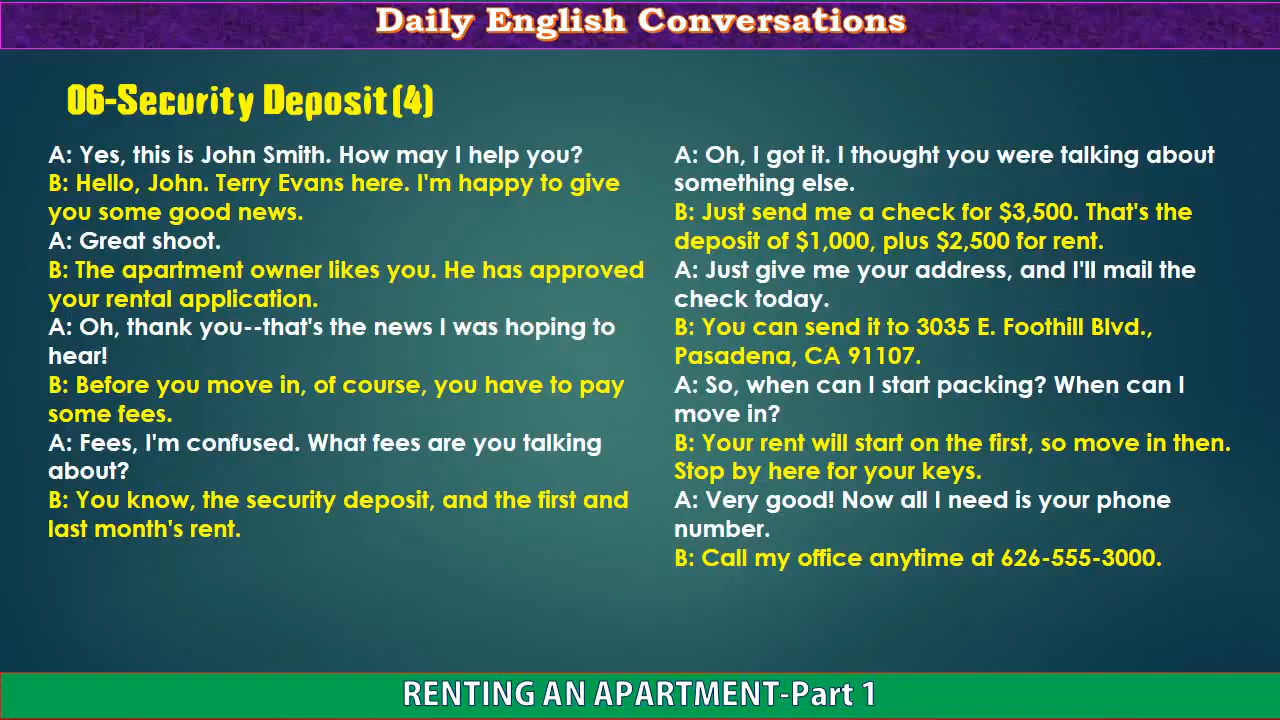 Daily English Conversations
06-Security Deposit(4)
A: Yes, this is John Smith. How may I help you?
B: Hello, John. Terry Evans here. I'm happy to give
you some good news.
A: Great shoot.
B: The apartment owner likes you. He has approved
your rental application.
A: Oh, thank you--that's the news I was hoping to
hear!
B: Before you move in, of course, you have to pay
some fees.
A: Fees, I'm confused. What fees are you talking
about?
B: You know, the security deposit, and the first and
last month's rent.
A: Oh, I got it. I thought you were talking about
something else.
B: Just send me a check for $3,500. That's the
deposit of $1,000, plus $2,500 for rent.
A: Just give me your address, and I'll mail the
check today.
B: You can send it to 3035 E. Foothill Blvd.,
Pasadena, CA 91107.
A: So, when can I start packing? When can I
move in?
B: Your rent will start on the first, so move in then.
Stop by here for your keys.
A: Very good! Now all I need is your phone
number.
B: Call my office anytime at 626-555-3000.
RENTING AN APARTMENT-Part 1